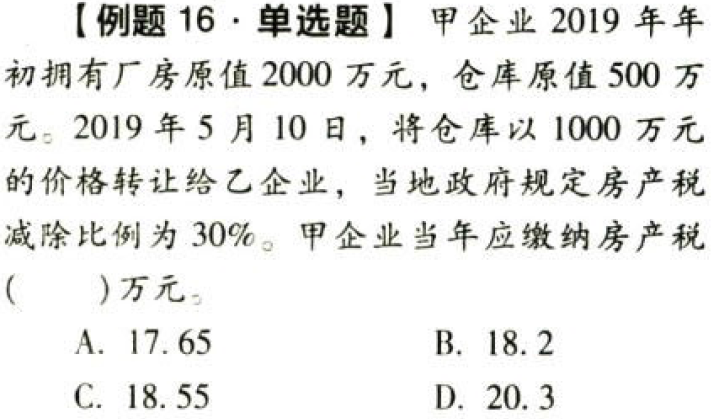 【例题 16 · 单选题】 甲企业 2019 年年
初拥有厂房原值 2000 万元，仓库原值 500 万
元。2019 年 5 月 10 日，将仓库以 1000 万元
的价格转让给乙企业，当地政府规定房产税
减除比例为 30%。甲企业当年应缴纳房产税
(  )万元。
A. 17.65 B. 18.2
C. 18.55 D. 20.3